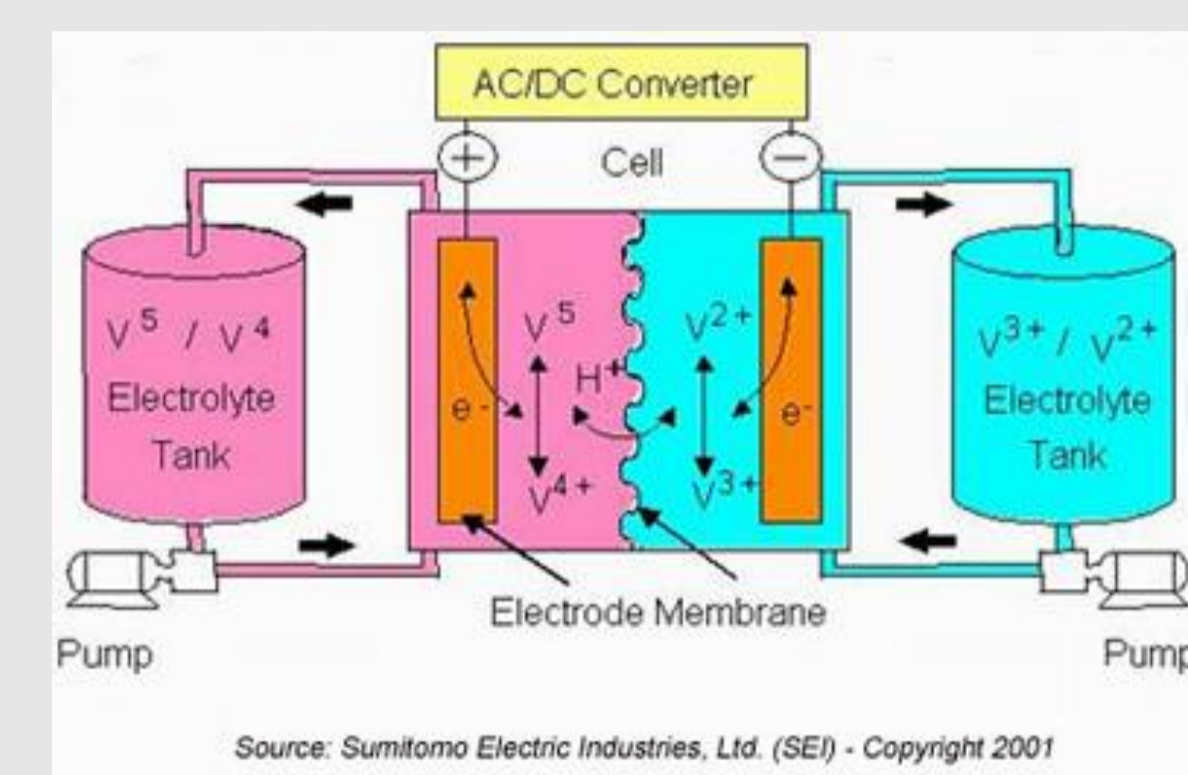 AC/DC Converter
+
Cell
−
V⁵ / V⁴
Electrolyte
Tank
V⁵
H⁺
e⁻
V⁴⁺
V²⁺
e⁻
V³⁺
V³⁺ / V²⁺
Electrolyte
Tank
Electrode Membrane
Pump
Pump
Source: Sumitomo Electric Industries, Ltd. (SEI) - Copyright 2001